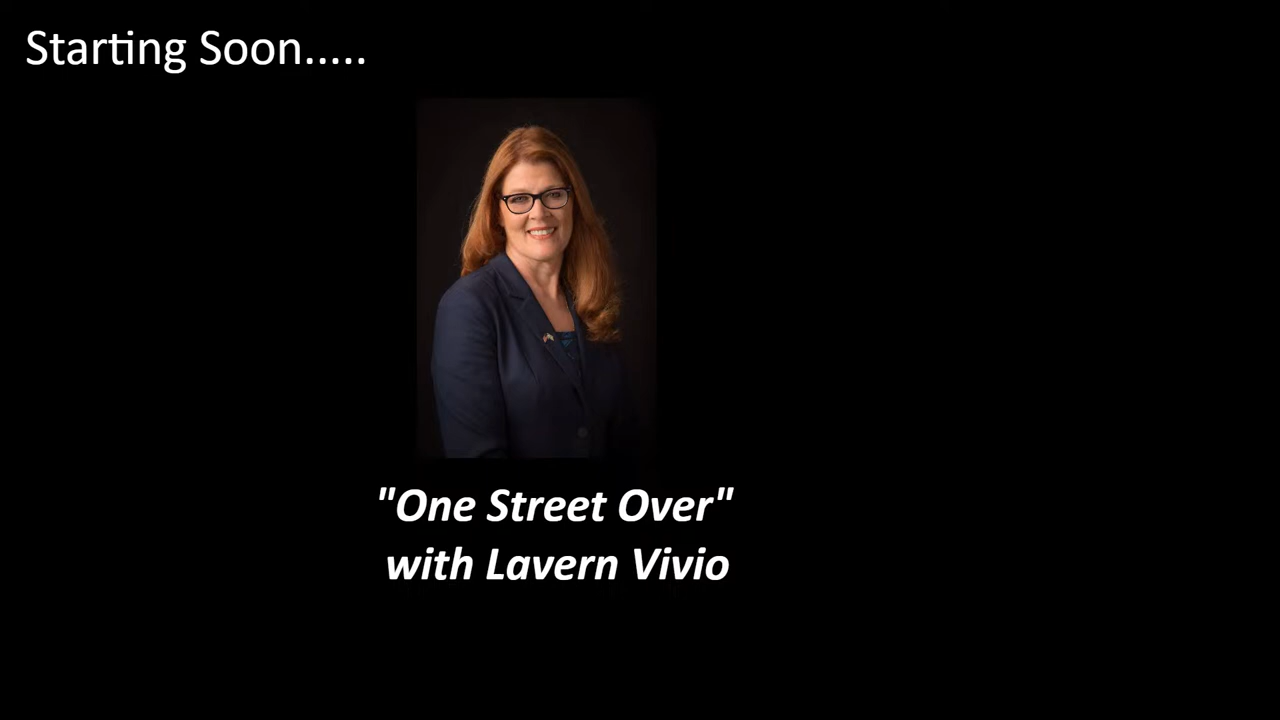 Starting Soon.....
"One Street Over"
with Lavern Vivio